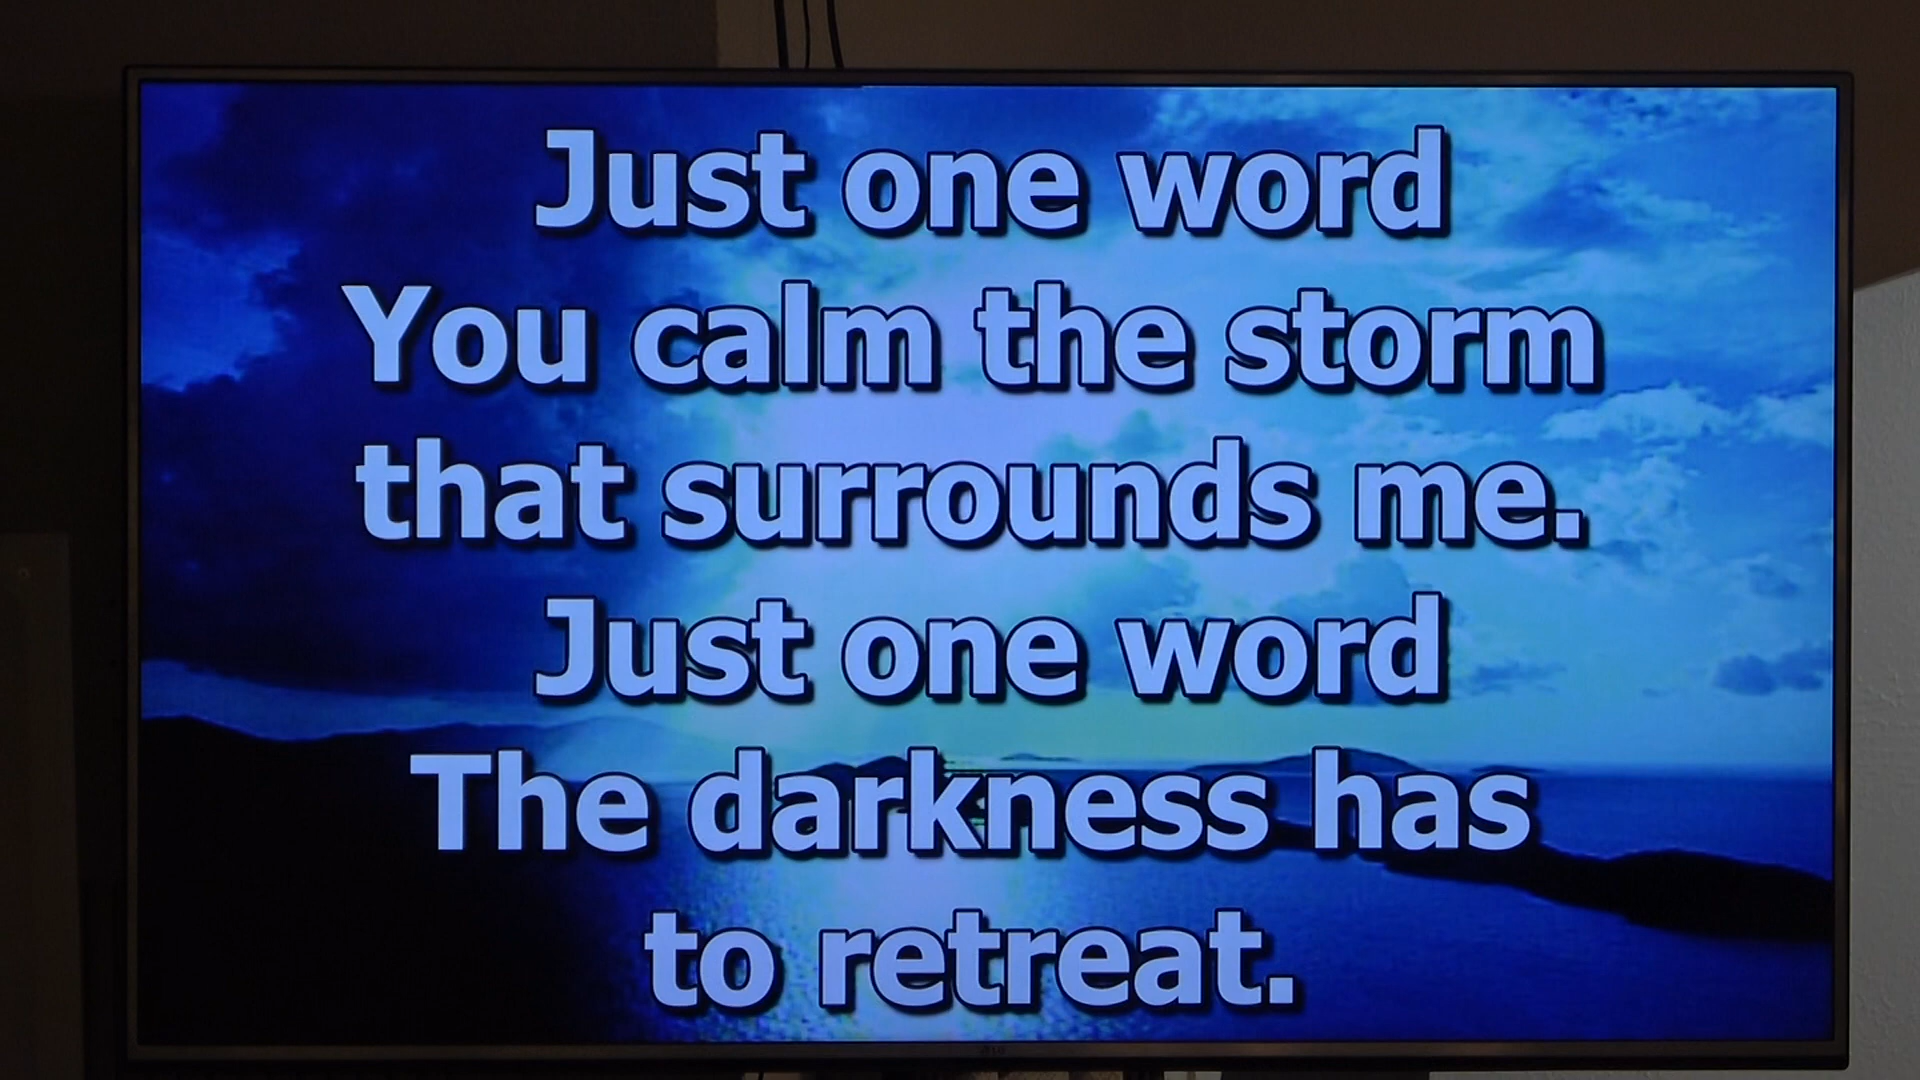 Just one word
You calm the storm
that surrounds me.
Just one word
The darkness has
to retreat.